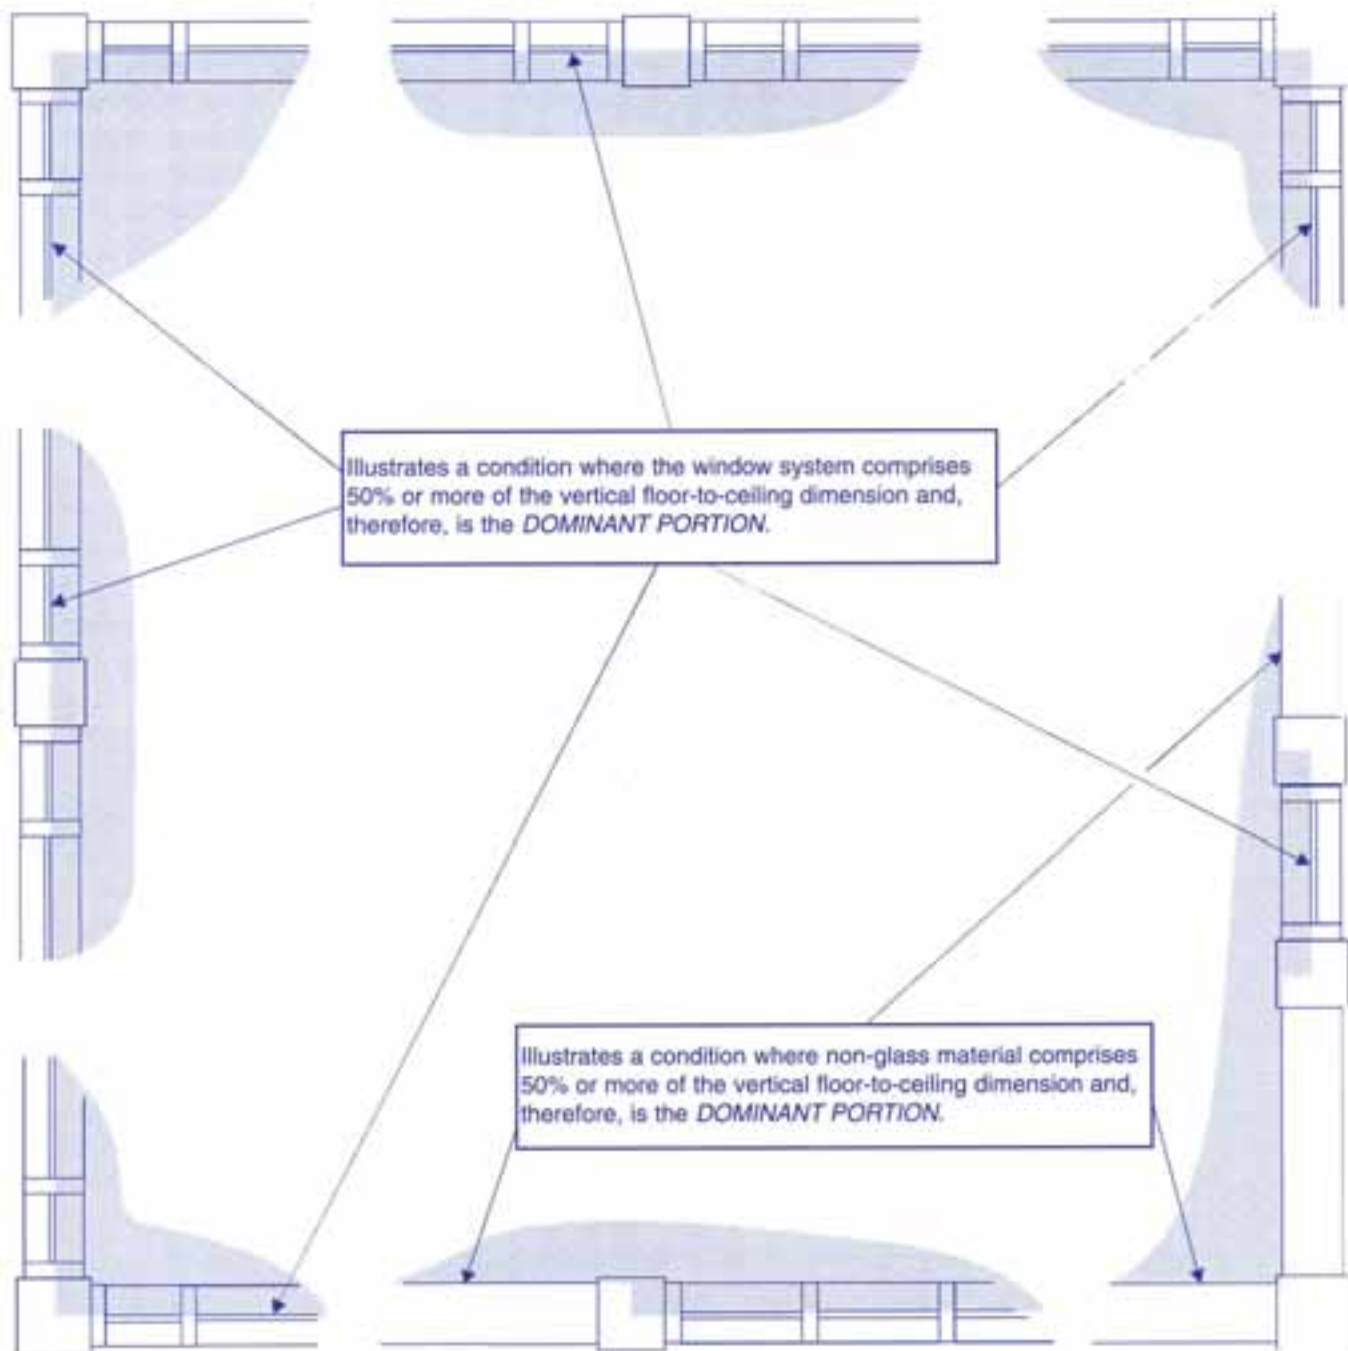 Illustrates a condition where the window system comprises
50% or more of the vertical floor-to-ceiling dimension and,
therefore, is the DOMINANT PORTION.
Illustrates a condition where non-glass material comprises
50% or more of the vertical floor-to-ceiling dimension and,
therefore, is the DOMINANT PORTION.